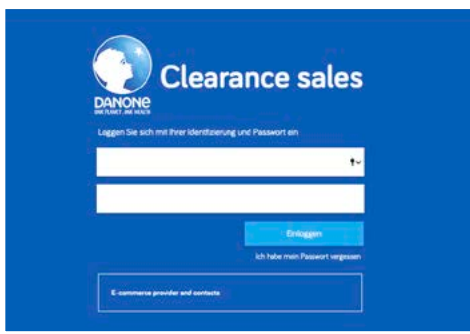 Clearance sales
DANONE
ONE PLANET. ONE HEALTH
Loggen Sie sich mit Ihrer Identifizierung und Passwort ein
Einloggen
Ich habe mein Passwort vergessen
E-commerce provider and contacts